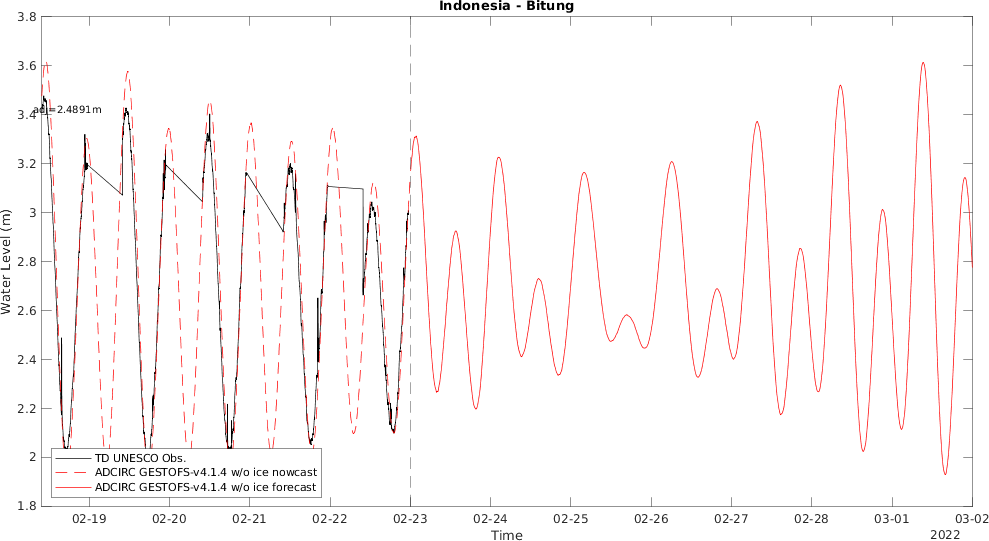 Indonesia - Bitung
3.8
3.6
3.4
3.2
3
2.8
2.6
2.4
2.2
2
1.8
Water Level (m)
adj=2.4891m
TD UNESCO Obs.
ADCIRC GESTOFS-v4.1.4 w/o ice nowcast
ADCIRC GESTOFS-v4.1.4 w/o ice forecast
02-19 02-20 02-21 02-22 02-23 02-24 02-25 02-26 02-27 02-28 03-01 03-02
Time
2022